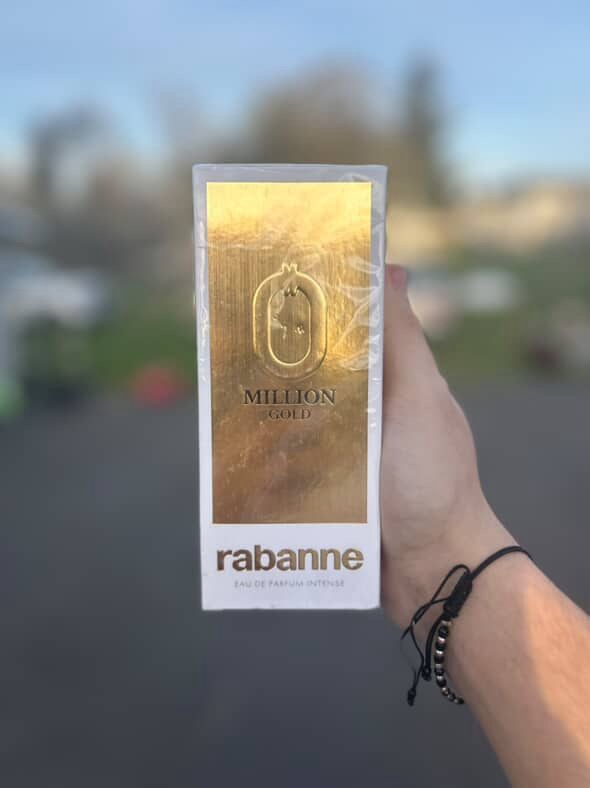 MILLION
GOLD
rabanne
EAU DE PARFUM INTENSE